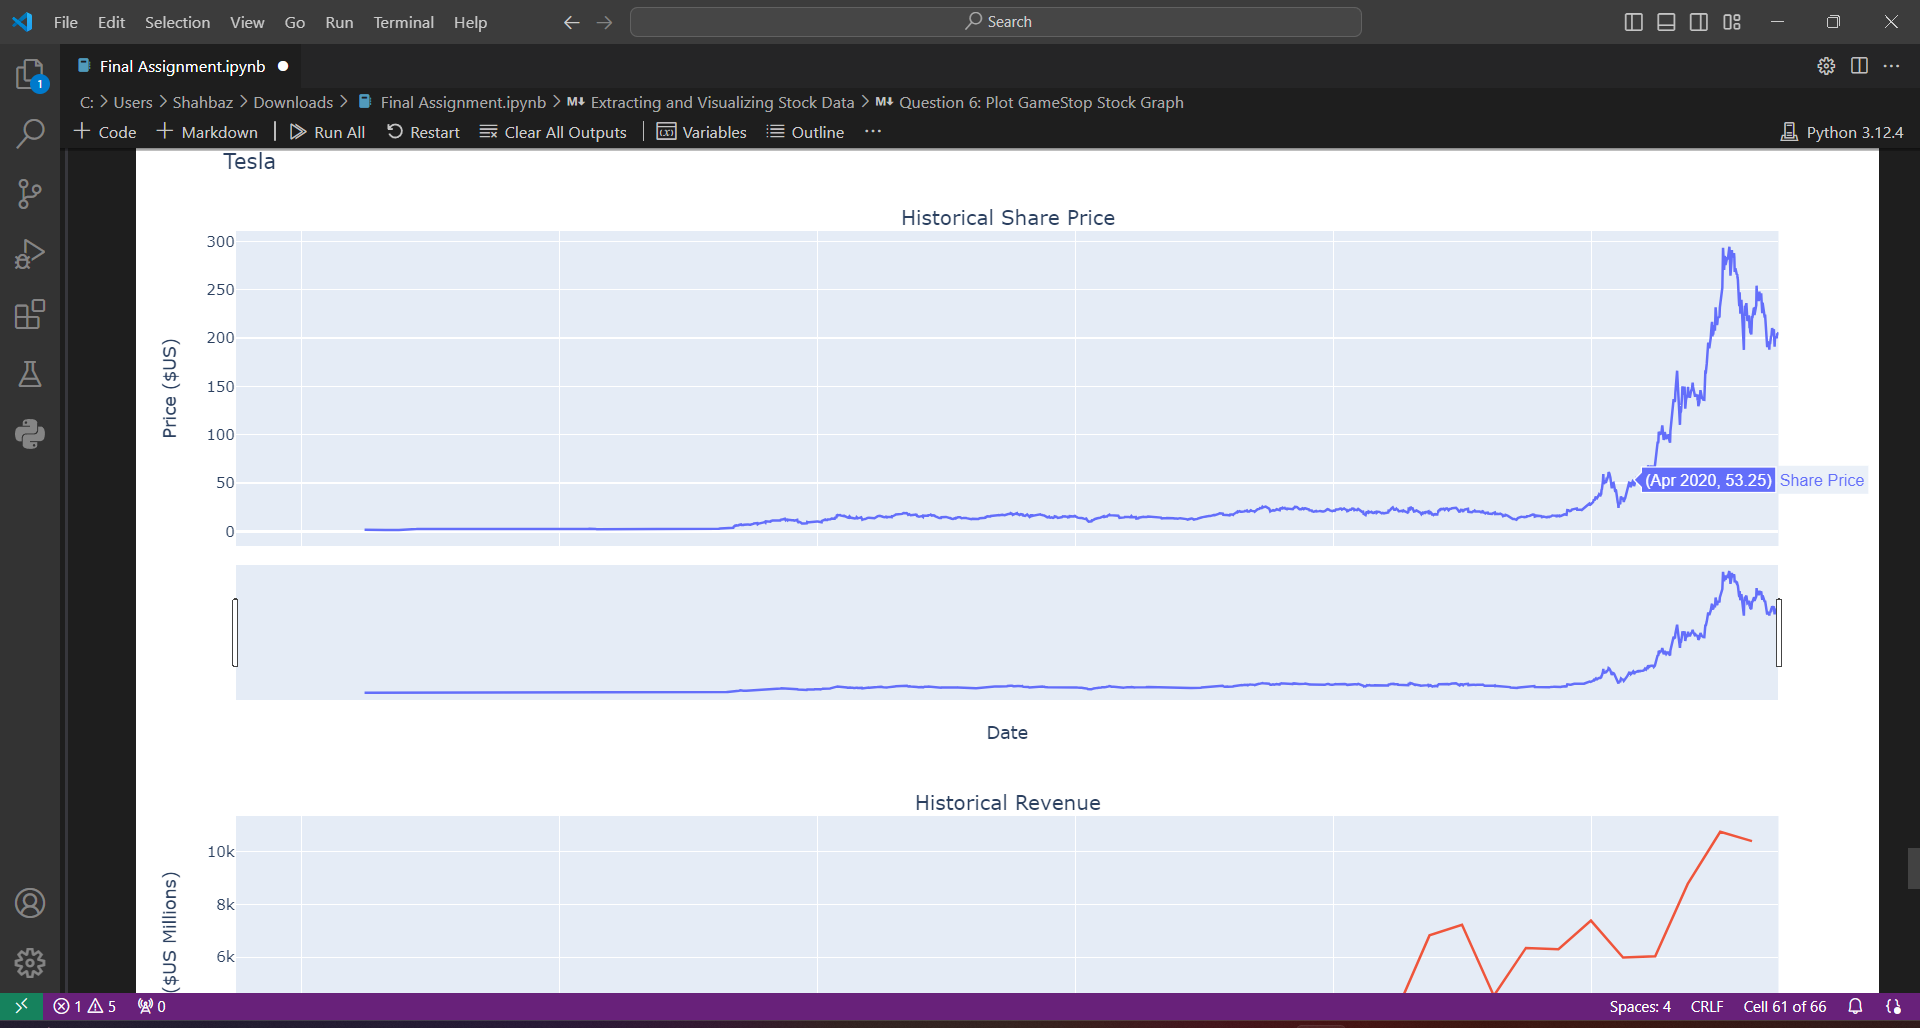 File Edit Selection View Go Run Terminal Help
Search
Final Assignment.ipynb
1
C: > Users > Shahbaz > Downloads > Final Assignment.ipynb > M↓ Extracting and Visualizing Stock Data > M↓ Question 6: Plot GameStop Stock Graph
+ Code + Markdown | Run All Restart Clear All Outputs | Variables Outline ...
Python 3.12.4
Tesla
Historical Share Price
300
250
200
150
100
50
0
Price ($US)
(Apr 2020, 53.25) Share Price
Date
Historical Revenue
10k
8k
6k
($US Millions)
1 5 0
Spaces: 4 CRLF Cell 61 of 66